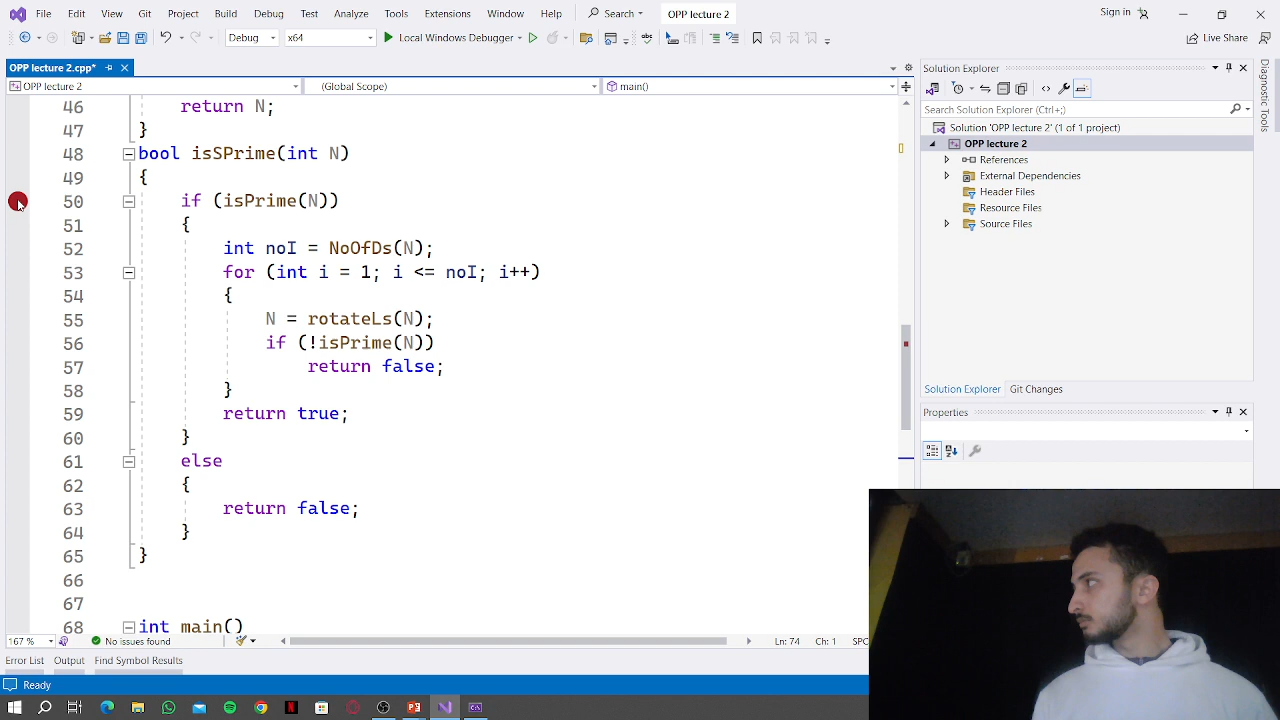 File Edit View Git Project Build Debug Test Analyze Tools Extensions Window Help Search OPP lecture 2 Sign in
Debug x64 Local Windows Debugger Live Share
OPP lecture 2.cpp*
OPP lecture 2 (Global Scope) main()
46 return N;
47 }
48 bool isSPrime(int N)
49 {
50 if (isPrime(N))
51 {
52 int noI = NoOfDs(N);
53 for (int i = 1; i <= noI; i++)
54 {
55 N = rotateLs(N);
56 if (!isPrime(N))
57 return false;
58 }
59 return true;
60 }
61 else
62 {
63 return false;
64 }
65 }
66
67
68 int main()
167 % No issues found Ln: 74 Ch: 1 SPC
Error List Output Find Symbol Results
Ready
Solution Explorer
Search Solution Explorer (Ctrl+;)
Solution 'OPP lecture 2' (1 of 1 project)
OPP lecture 2
References
External Dependencies
Header Files
Resource Files
Source Files
Solution Explorer Git Changes
Properties
Diagnostic Tools